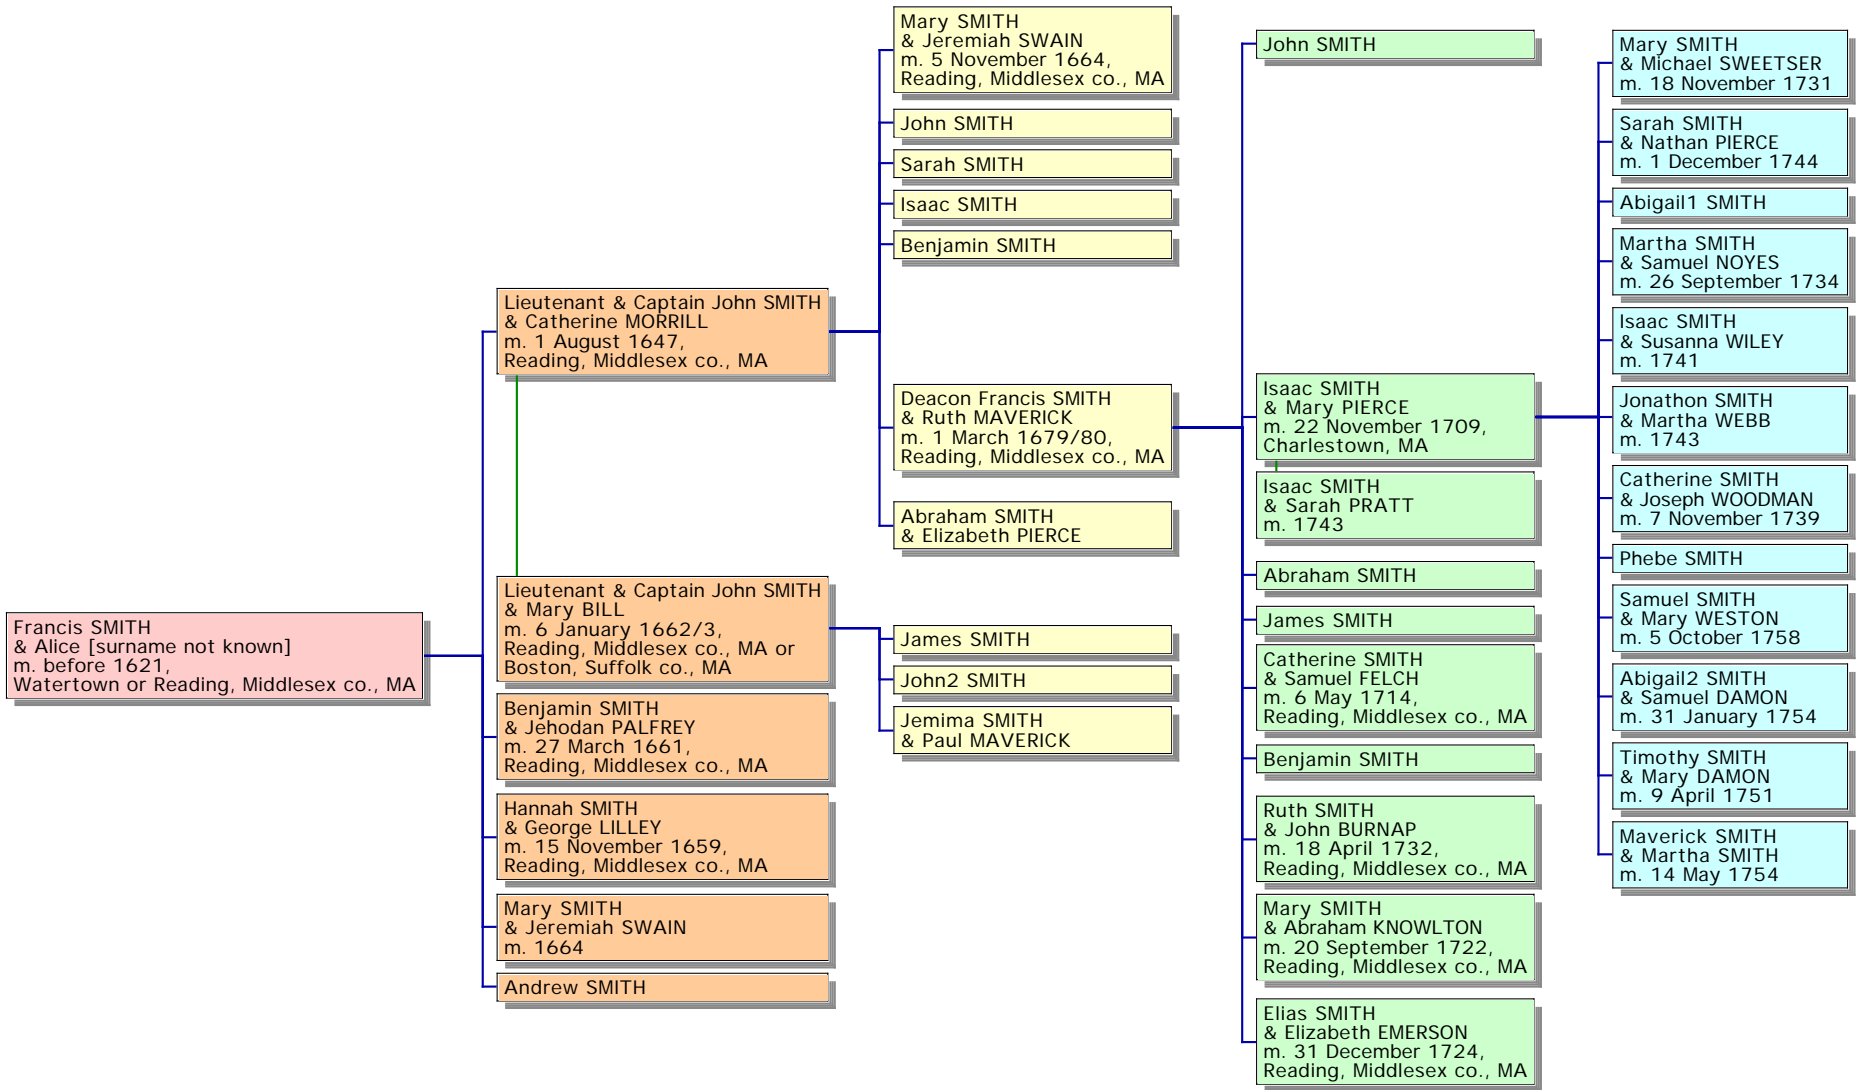 Francis SMITH
& Alice [surname not known]
m. before 1621,
Watertown or Reading, Middlesex co., MA
Lieutenant & Captain John SMITH
& Catherine MORRILL
m. 1 August 1647,
Reading, Middlesex co., MA
Lieutenant & Captain John SMITH
& Mary BILL
m. 6 January 1662/3,
Reading, Middlesex co., MA or
Boston, Suffolk co., MA
Benjamin SMITH
& Jehodan PALFREY
m. 27 March 1661,
Reading, Middlesex co., MA
Hannah SMITH
& George LILLEY
m. 15 November 1659,
Reading, Middlesex co., MA
Mary SMITH
& Jeremiah SWAIN
m. 1664
Andrew SMITH
Mary SMITH
& Jeremiah SWAIN
m. 5 November 1664,
Reading, Middlesex co., MA
John SMITH
Sarah SMITH
Isaac SMITH
Benjamin SMITH
Deacon Francis SMITH
& Ruth MAVERICK
m. 1 March 1679/80,
Reading, Middlesex co., MA
Abraham SMITH
& Elizabeth PIERCE
James SMITH
John2 SMITH
Jemima SMITH
& Paul MAVERICK
John SMITH
Isaac SMITH
& Mary PIERCE
m. 22 November 1709,
Charlestown, MA
Isaac SMITH
& Sarah PRATT
m. 1743
Abraham SMITH
James SMITH
Catherine SMITH
& Samuel FELCH
m. 6 May 1714,
Reading, Middlesex co., MA
Benjamin SMITH
Ruth SMITH
& John BURNAP
m. 18 April 1732,
Reading, Middlesex co., MA
Mary SMITH
& Abraham KNOWLTON
m. 20 September 1722,
Reading, Middlesex co., MA
Elias SMITH
& Elizabeth EMERSON
m. 31 December 1724,
Reading, Middlesex co., MA
Mary SMITH
& Michael SWEETSER
m. 18 November 1731
Sarah SMITH
& Nathan PIERCE
m. 1 December 1744
Abigail1 SMITH
Martha SMITH
& Samuel NOYES
m. 26 September 1734
Isaac SMITH
& Susanna WILEY
m. 1741
Jonathon SMITH
& Martha WEBB
m. 1743
Catherine SMITH
& Joseph WOODMAN
m. 7 November 1739
Phebe SMITH
Samuel SMITH
& Mary WESTON
m. 5 October 1758
Abigail2 SMITH
& Samuel DAMON
m. 31 January 1754
Timothy SMITH
& Mary DAMON
m. 9 April 1751
Maverick SMITH
& Martha SMITH
m. 14 May 1754